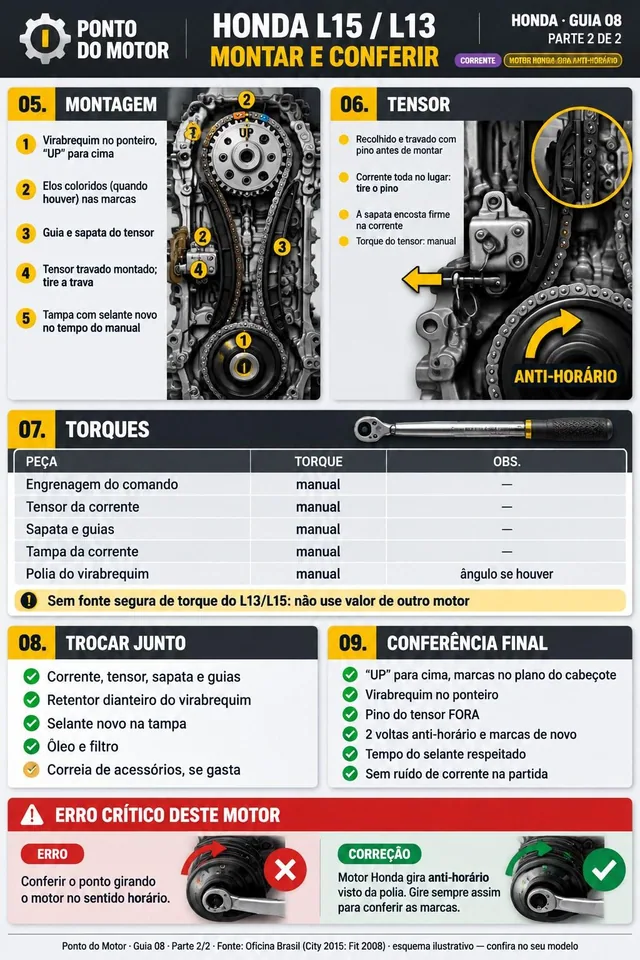 PONTO
DO MOTOR
HONDA L15 / L13
MONTAR E CONFERIR
HONDA · GUIA 08
PARTE 2 DE 2
CORRENTE
MOTOR HONDA GIRA ANTI-HORÁRIO
05. MONTAGEM
1 Virabrequim no ponteiro,
"UP" para cima
2 Elos coloridos (quando
houver) nas marcas
3 Guia e sapata do tensor
4 Tensor travado montado;
tire a trava
5 Tampa com selante novo
no tempo do manual
2
1
UP
2
3
4
1
1
06. TENSOR
Recolhido e travado com
pino antes de montar
Corrente toda no lugar:
tire o pino
A sapata encosta firme
na corrente
Torque do tensor: manual
ANTI-HORÁRIO
07. TORQUES
PEÇA TORQUE OBS.
Engrenagem do comando manual —
Tensor da corrente manual —
Sapata e guias manual —
Tampa da corrente manual —
Polia do virabrequim manual ângulo se houver
! Sem fonte segura de torque do L13/L15: não use valor de outro motor
08. TROCAR JUNTO
Corrente, tensor, sapata e guias
Retentor dianteiro do virabrequim
Selante novo na tampa
Óleo e filtro
Correia de acessórios, se gasta
09. CONFERÊNCIA FINAL
"UP" para cima, marcas no plano do cabeçote
Virabrequim no ponteiro
Pino do tensor FORA
2 voltas anti-horário e marcas de novo
Tempo do selante respeitado
Sem ruído de corrente na partida
! ERRO CRÍTICO DESTE MOTOR
ERRO
Conferir o ponto girando
o motor no sentido horário.
CORREÇÃO
Motor Honda gira anti-horário
visto da polia. Gire sempre assim
para conferir as marcas.
Ponto do Motor · Guia 08 · Parte 2/2 · Fonte: Oficina Brasil (City 2015: Fit 2008) · esquema ilustrativo — confira no seu modelo